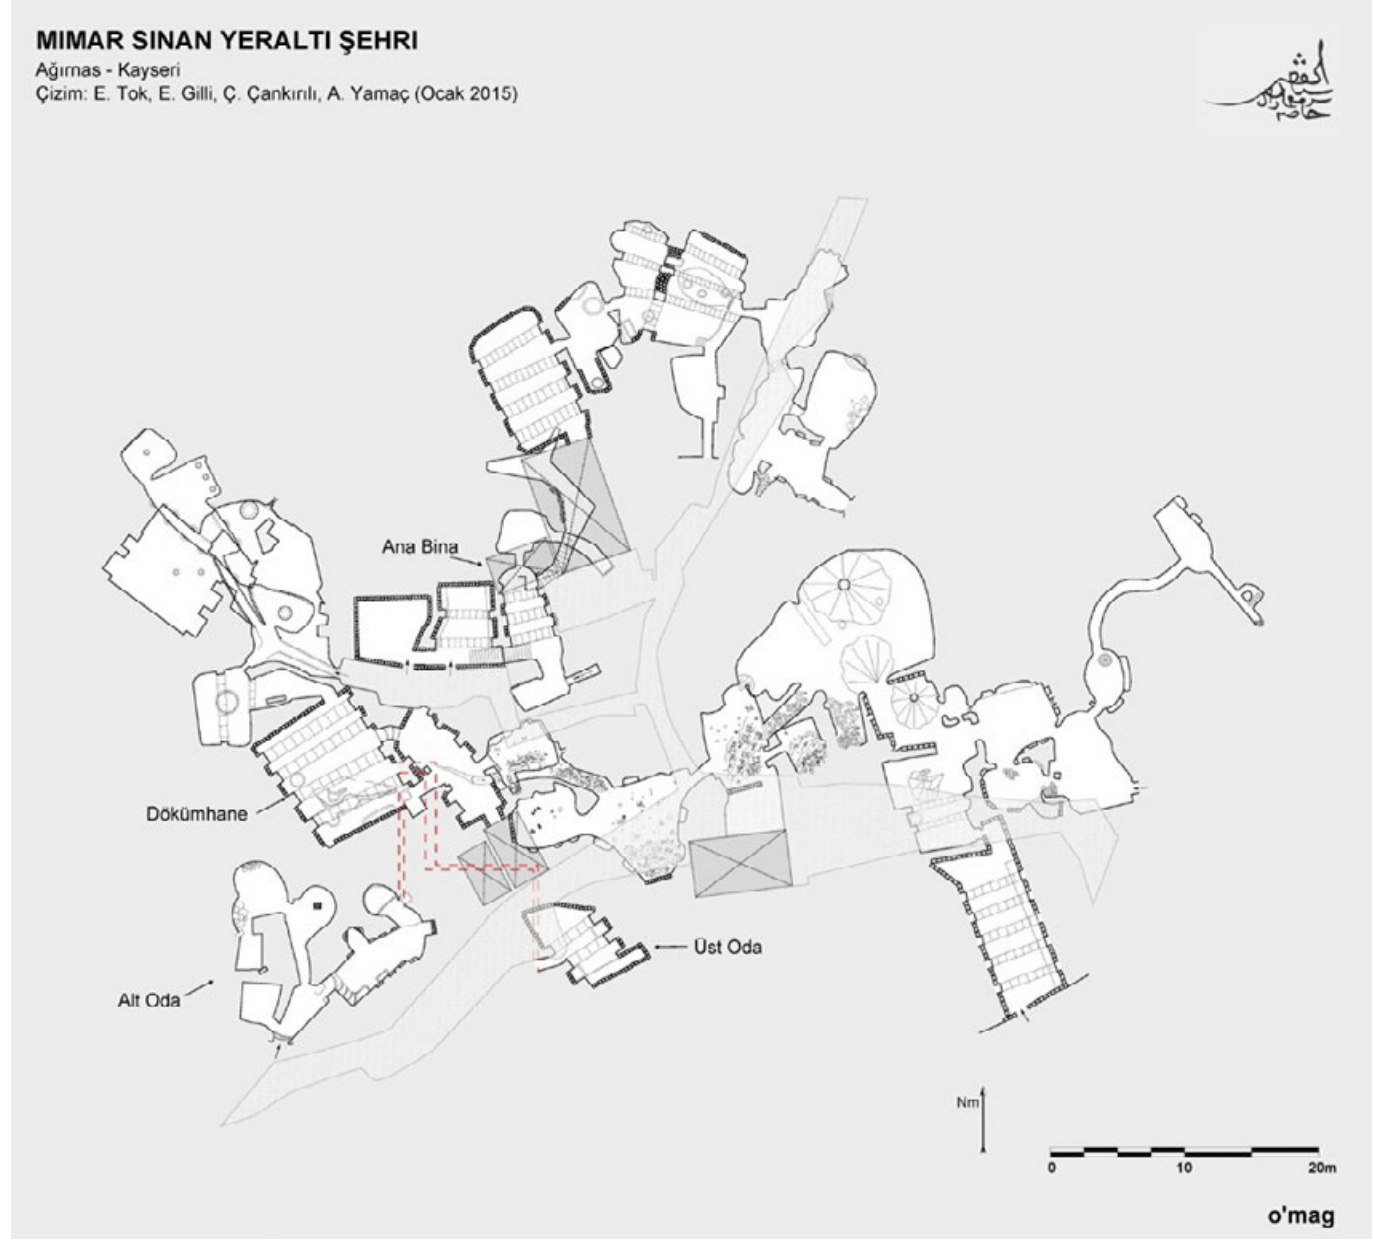 MIMAR SINAN YERALTI ŞEHRI
Ağırnas - Kayseri
Çizim: E. Tok, E. Gilli, Ç. Çankırılı, A. Yamaç (Ocak 2015)
Ana Bina
Dökümhane
Üst Oda
Alt Oda
Nm
0 10 20m
o'mag